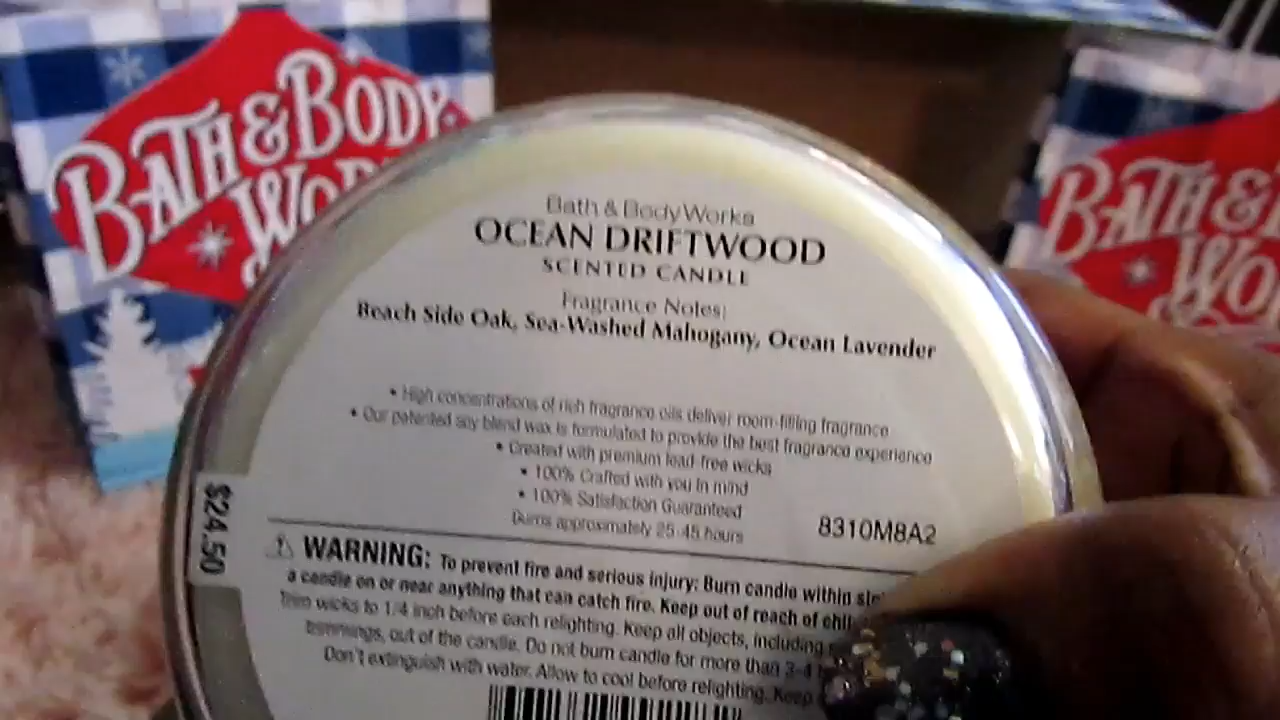 BATH & BODY
WO
BATH &
WO
Bath & Body Works
OCEAN DRIFTWOOD
SCENTED CANDLE
Fragrance Notes:
Beach Side Oak, Sea-Washed Mahogany, Ocean Lavender
• High concentrations of rich fragrance oils deliver room-filling fragrance
• Our patented soy blend wax is formulated to provide the best fragrance experience
• Created with premium lead-free wicks
• 100% Crafted with you in mind
• 100% Satisfaction Guaranteed
Burns approximately 25-45 hours
8310M8A2
$24.50
WARNING: To prevent fire and serious injury: Burn candle within
a candle on or near anything that can catch fire. Keep out of reach of
Trim wicks to 1/4 inch before each relighting. Keep all objects, including
trimmings, out of the candle. Do not burn candle for more than 3-4
Don't extinguish with water. Allow to cool before relighting. Keep